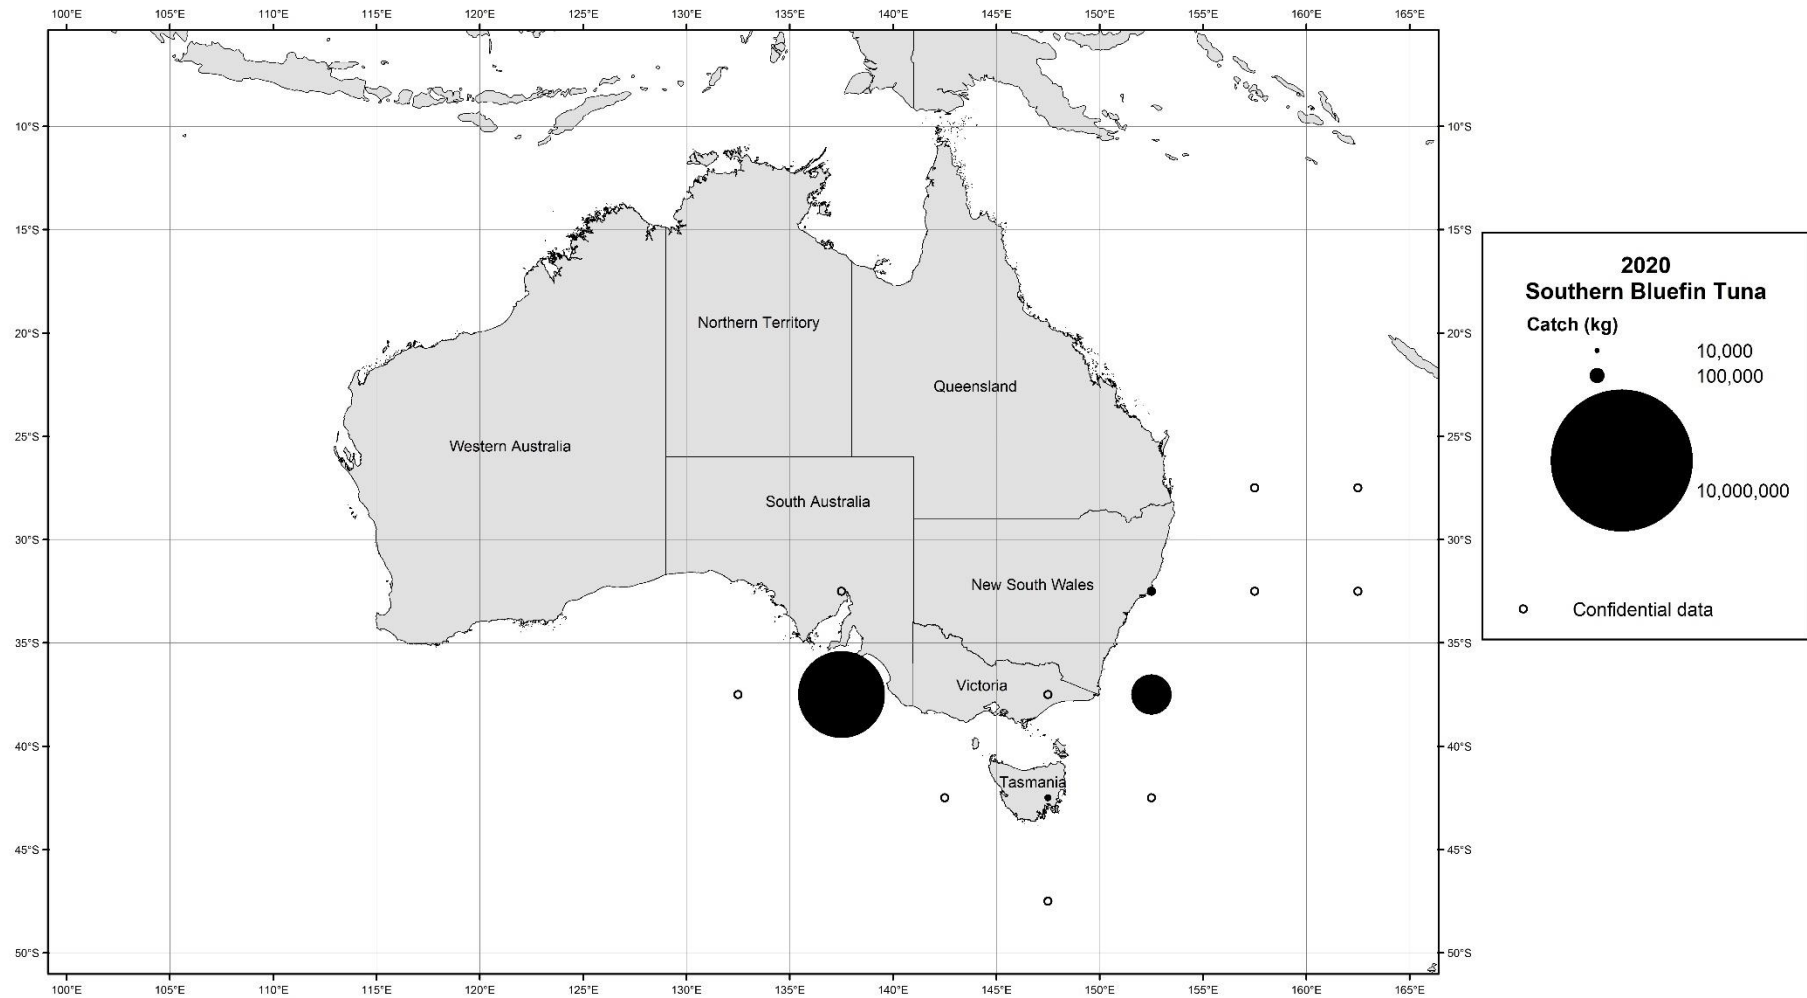 100°E 105°E 110°E 115°E 120°E 125°E 130°E 135°E 140°E 145°E 150°E 155°E 160°E 165°E
10°S 10°S
15°S 15°S
2020
Southern Bluefin Tuna
Northern Territory
Catch (kg)
20°S 20°S
10,000
100,000
Queensland
25°S 25°S
Western Australia
10,000,000
South Australia
30°S 30°S
New South Wales
Confidential data
35°S 35°S
Victoria
40°S 40°S
Tasmania
45°S 45°S
50°S 50°S
100°E 105°E 110°E 115°E 120°E 125°E 130°E 135°E 140°E 145°E 150°E 155°E 160°E 165°E